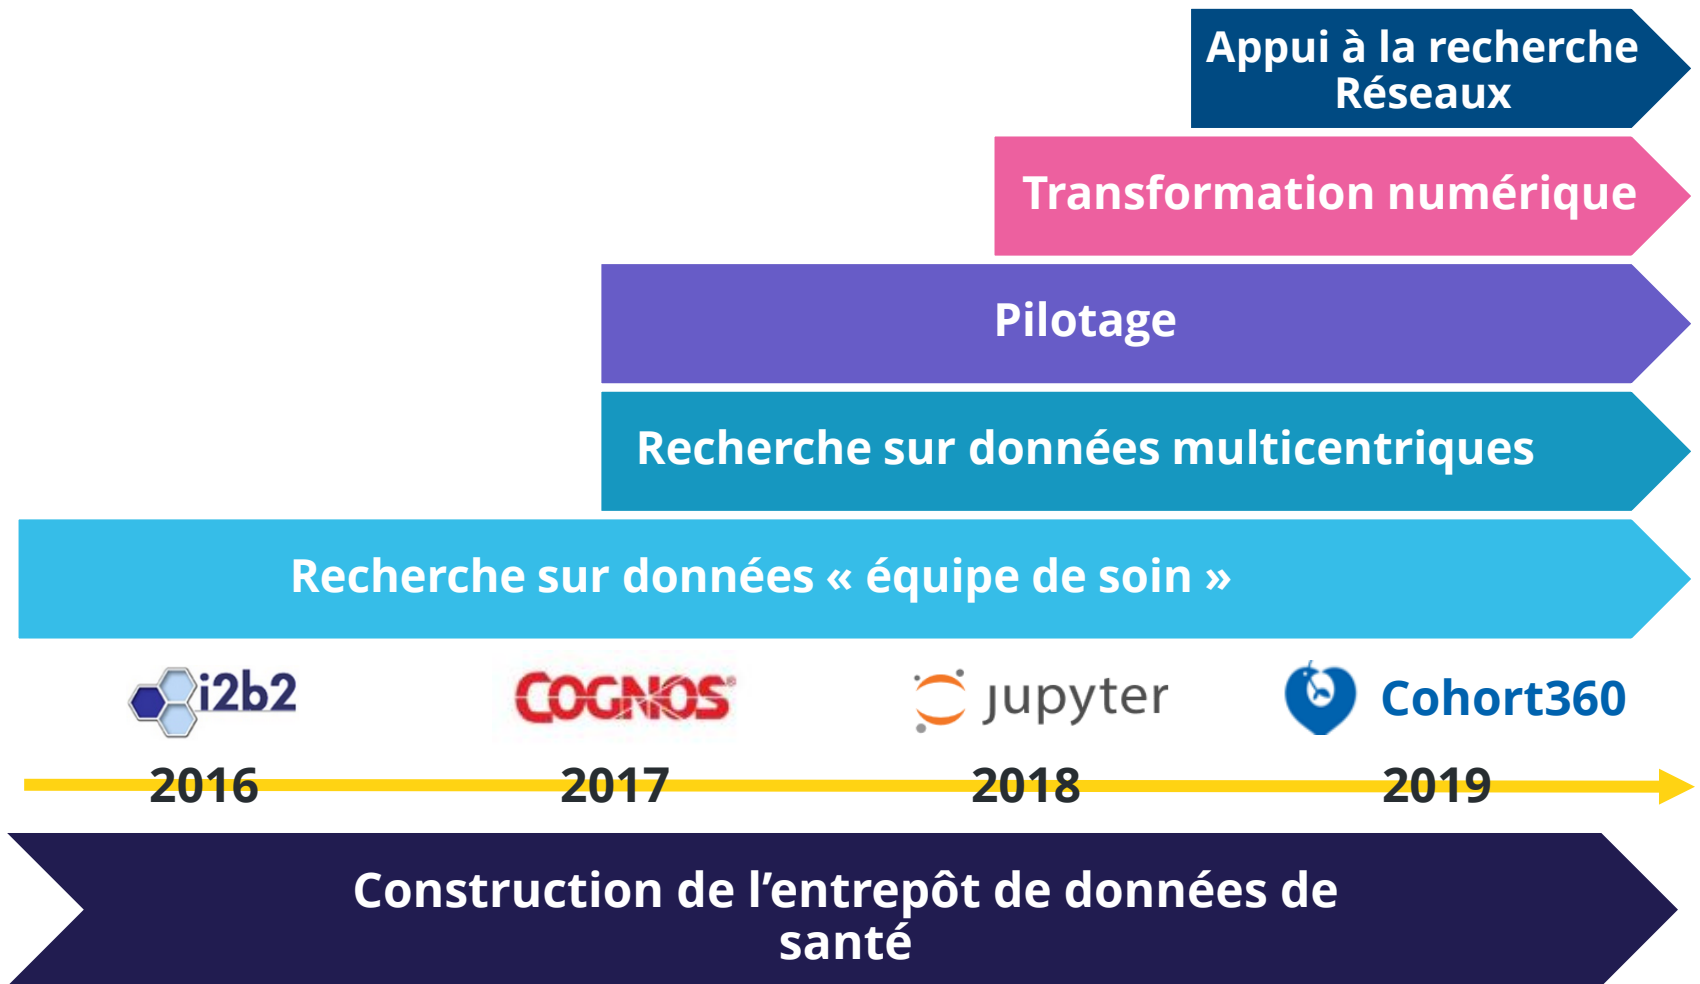 Appui à la recherche
Réseaux
Transformation numérique
Pilotage
Recherche sur données multicentriques
Recherche sur données « équipe de soin »
i2b2
COGNOS
jupyter
Cohort360
2016
2017
2018
2019
Construction de l’entrepôt de données de
santé